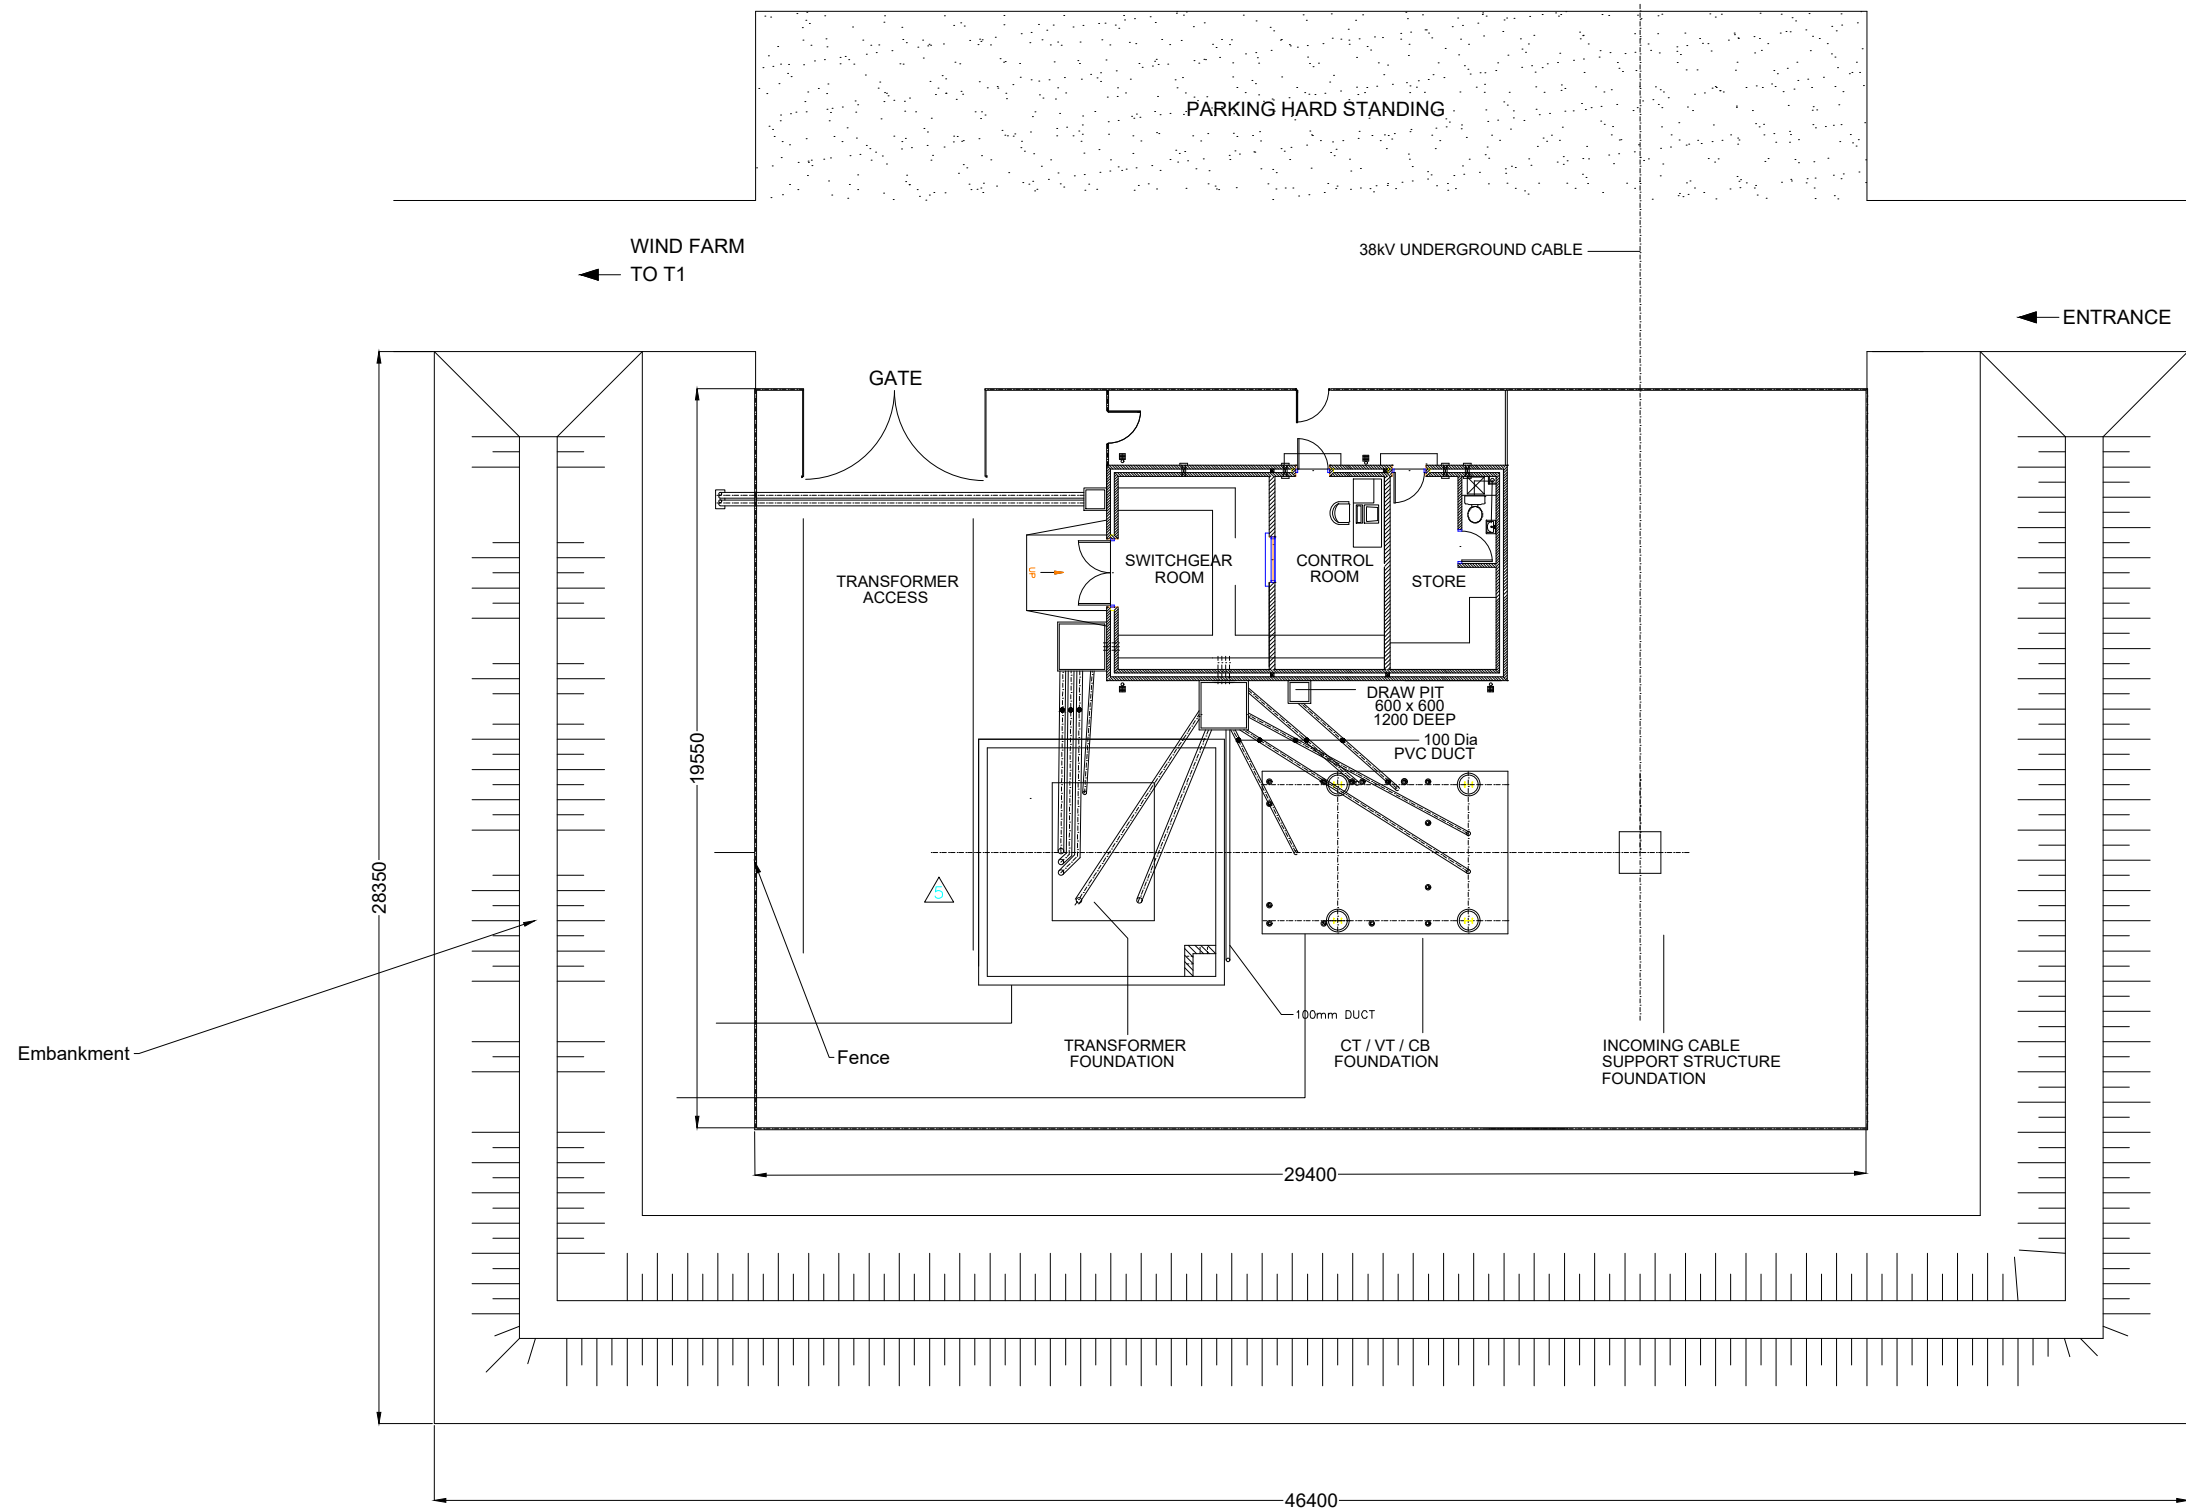 PARKING HARD STANDING
WIND FARM
TO T1
38kV UNDERGROUND CABLE
ENTRANCE
GATE
UP
SWITCHGEAR
ROOM
CONTROL
ROOM
STORE
TRANSFORMER
ACCESS
DRAW PIT
600 x 600
1200 DEEP
100 Dia
PVC DUCT
19550
28350
5
100mm DUCT
Embankment
Fence
TRANSFORMER
FOUNDATION
CT / VT / CB
FOUNDATION
INCOMING CABLE
SUPPORT STRUCTURE
FOUNDATION
29400
46400